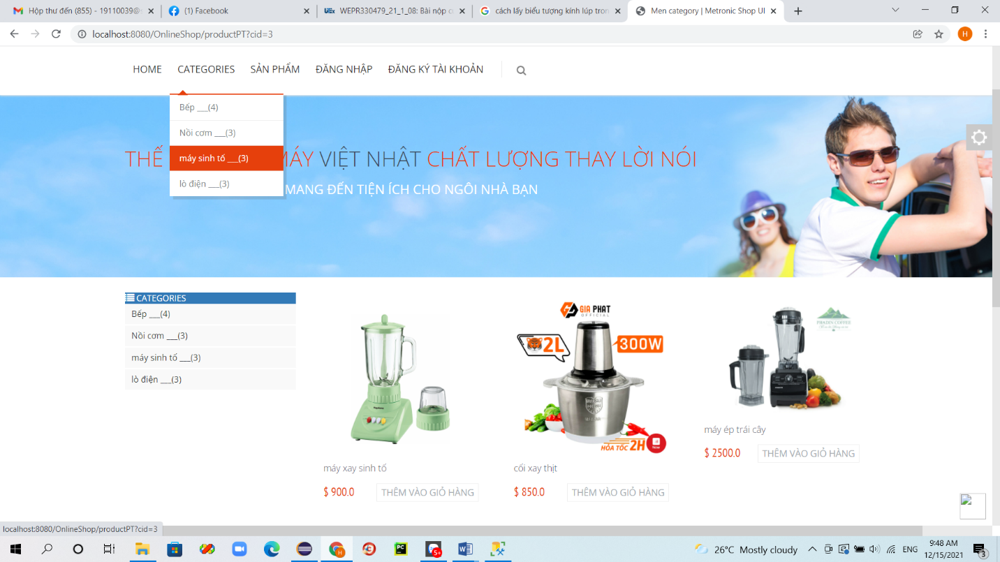 Hộp thư đến (855) - 19110039@s
(1) Facebook
WEPR330479_21_1_08: Bài nộp c
cách lấy biểu tượng kính lúp tron
Men category | Metronic Shop UI
localhost:8080/OnlineShop/productPT?cid=3
H
HOME CATEGORIES SẢN PHẨM ĐĂNG NHẬP ĐĂNG KÝ TÀI KHOẢN
Bếp ___(4)
Nồi cơm ___(3)
máy sinh tố ___(3)
lò điện ___(3)
THẾ MÁY VIỆT NHẬT CHẤT LƯỢNG THAY LỜI NÓI
MANG ĐẾN TIỆN ÍCH CHO NGÔI NHÀ BẠN
CATEGORIES
Bếp ___(4)
Nồi cơm ___(3)
máy sinh tố ___(3)
lò điện ___(3)
GIA PHAT
OFFICIAL
2L
300W
HỎA TỐC 2H
PHADIN COFFEE
máy xay sinh tố
$ 900.0 THÊM VÀO GIỎ HÀNG
cối xay thịt
$ 850.0 THÊM VÀO GIỎ HÀNG
máy ép trái cây
$ 2500.0 THÊM VÀO GIỎ HÀNG
localhost:8080/OnlineShop/productPT?cid=3
26°C Mostly cloudy
ENG
9:48 AM
12/15/2021
3